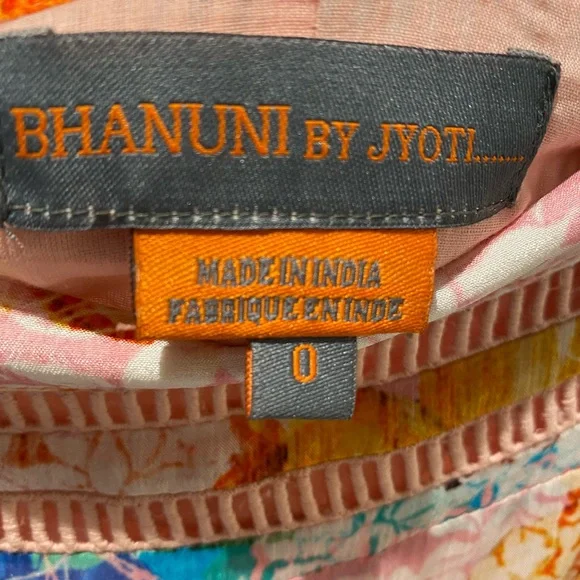 BHANUNI BY JYOTI.......
MADE IN INDIA
FABRIQUE EN INDE
0